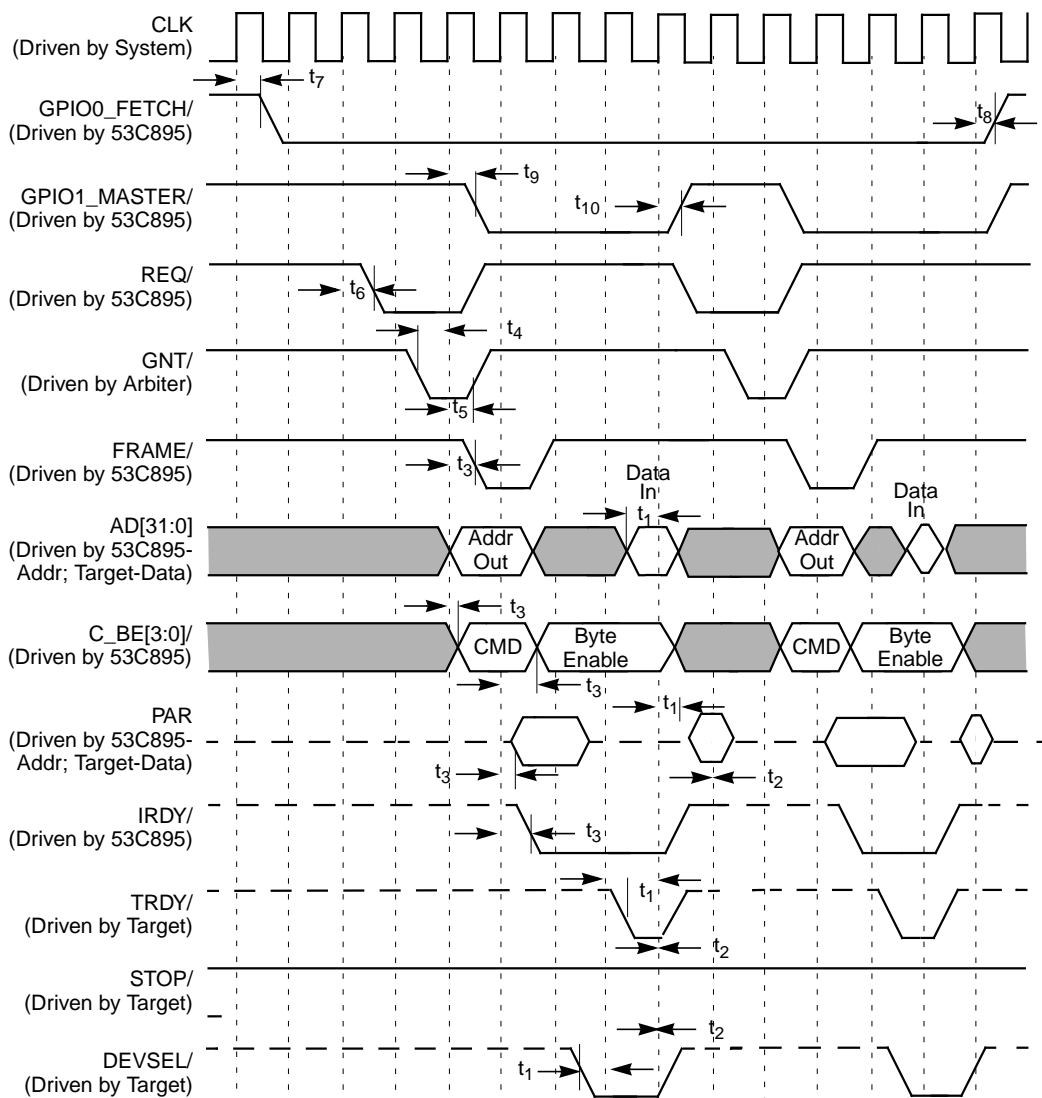 CLK
(Driven by System)
t7
GPIO0_FETCH/
(Driven by 53C895)
t8
GPIO1_MASTER/
(Driven by 53C895)
t9
t10
REQ/
(Driven by 53C895)
t6
t4
GNT/
(Driven by Arbiter)
t5
FRAME/
(Driven by 53C895)
t3
Data
In
t1
Data
In
AD[31:0]
(Driven by 53C895-
Addr; Target-Data)
Addr
Out
Addr
Out
t3
C_BE[3:0]/
(Driven by 53C895)
CMD
Byte
Enable
CMD
Byte
Enable
t3
t1
PAR
(Driven by 53C895-
Addr; Target-Data)
t3
t2
IRDY/
(Driven by 53C895)
t3
TRDY/
(Driven by Target)
t1
t2
STOP/
(Driven by Target)
t2
DEVSEL/
(Driven by Target)
t1